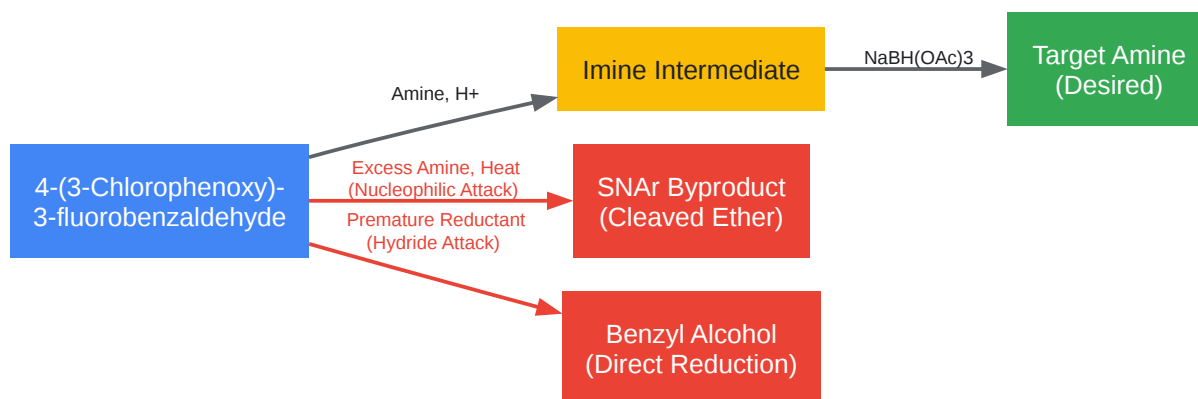 Imine Intermediate
NaBH(OAc)3
Target Amine
(Desired)
Amine, H+
4-(3-Chlorophenoxy)-
3-fluorobenzaldehyde
Excess Amine, Heat
(Nucleophilic Attack)
SNAr Byproduct
(Cleaved Ether)
Premature Reductant
(Hydride Attack)
Benzyl Alcohol
(Direct Reduction)